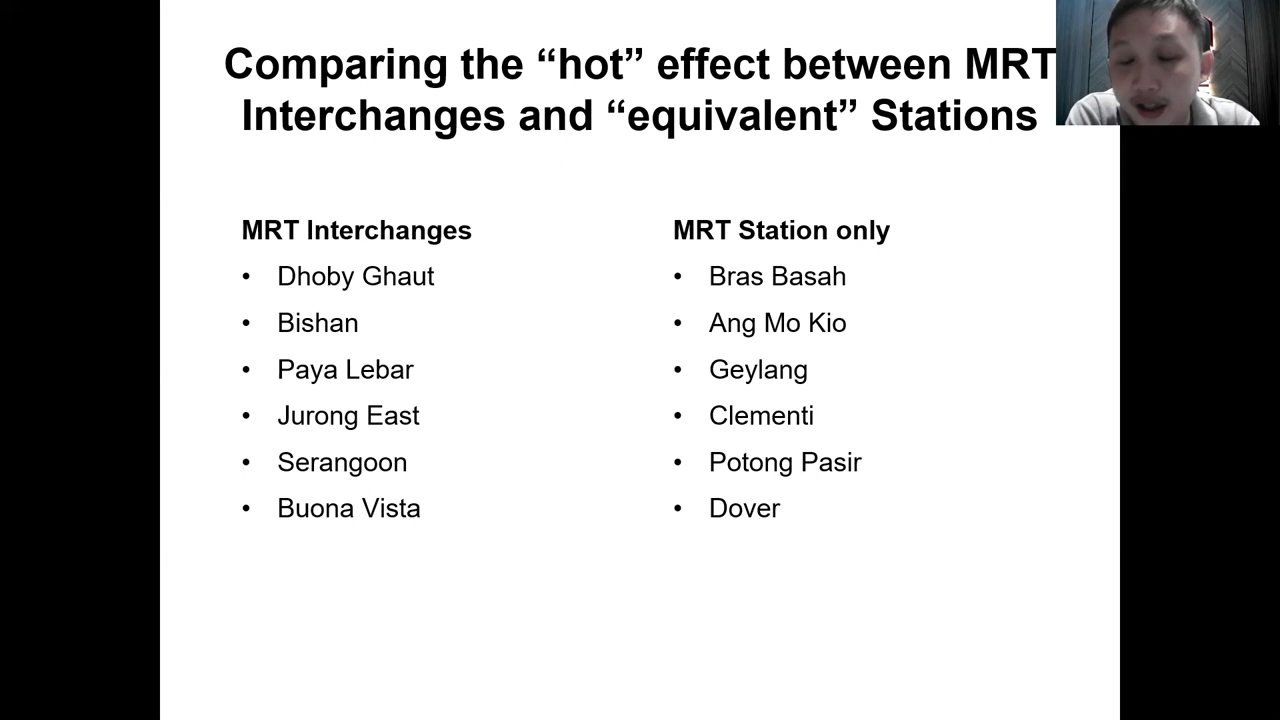 Comparing the “hot” effect between MRT
Interchanges and “equivalent” Stations
MRT Interchanges
• Dhoby Ghaut
• Bishan
• Paya Lebar
• Jurong East
• Serangoon
• Buona Vista
MRT Station only
• Bras Basah
• Ang Mo Kio
• Geylang
• Clementi
• Potong Pasir
• Dover